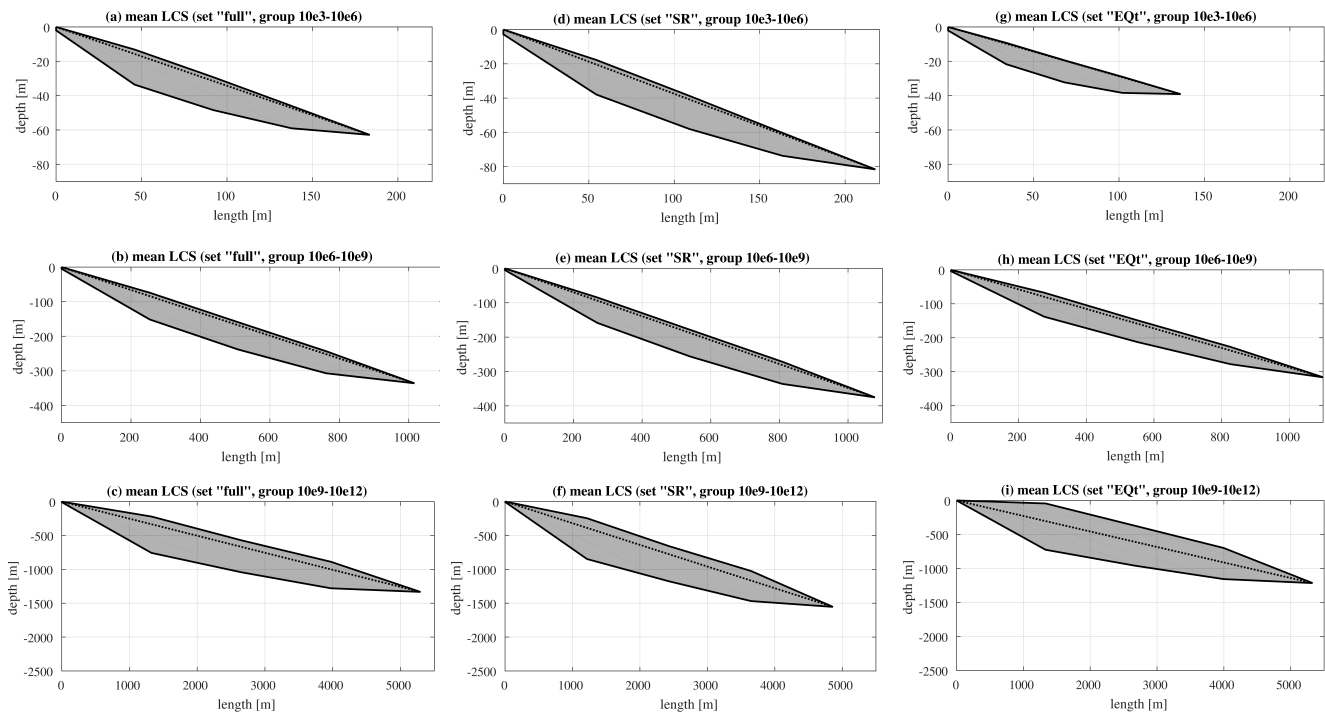 (a) mean LCS (set "full", group 10e3-10e6)
0
-20
-40
-60
-80
depth [m]
0 50 100 150 200
length [m]
(d) mean LCS (set "SR", group 10e3-10e6)
0
-20
-40
-60
-80
depth [m]
0 50 100 150 200
length [m]
(g) mean LCS (set "EQt", group 10e3-10e6)
0
-20
-40
-60
-80
depth [m]
0 50 100 150 200
length [m]
(b) mean LCS (set "full", group 10e6-10e9)
0
-100
-200
-300
-400
depth [m]
0 200 400 600 800 1000
length [m]
(e) mean LCS (set "SR", group 10e6-10e9)
0
-100
-200
-300
-400
depth [m]
0 200 400 600 800 1000
length [m]
(h) mean LCS (set "EQt", group 10e6-10e9)
0
-100
-200
-300
-400
depth [m]
0 200 400 600 800 1000
length [m]
(c) mean LCS (set "full", group 10e9-10e12)
0
-500
-1000
-1500
-2000
-2500
depth [m]
0 1000 2000 3000 4000 5000
length [m]
(f) mean LCS (set "SR", group 10e9-10e12)
0
-500
-1000
-1500
-2000
-2500
depth [m]
0 1000 2000 3000 4000 5000
length [m]
(i) mean LCS (set "EQt", group 10e9-10e12)
0
-500
-1000
-1500
-2000
-2500
depth [m]
0 1000 2000 3000 4000 5000
length [m]